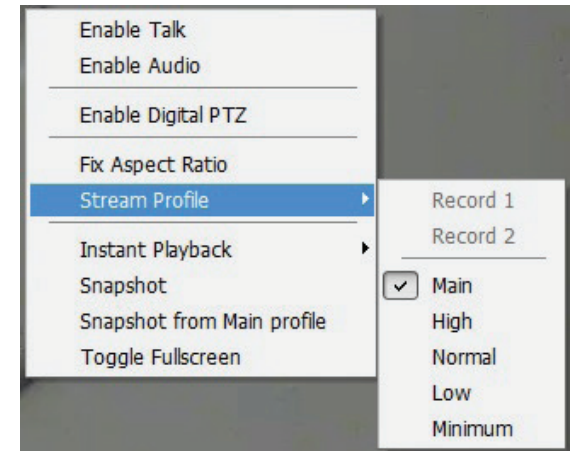 Enable Talk
Enable Audio
Enable Digital PTZ
Fix Aspect Ratio
Stream Profile
Instant Playback
Snapshot
Snapshot from Main profile
Toggle Fullscreen
Record 1
Record 2
Main
High
Normal
Low
Minimum